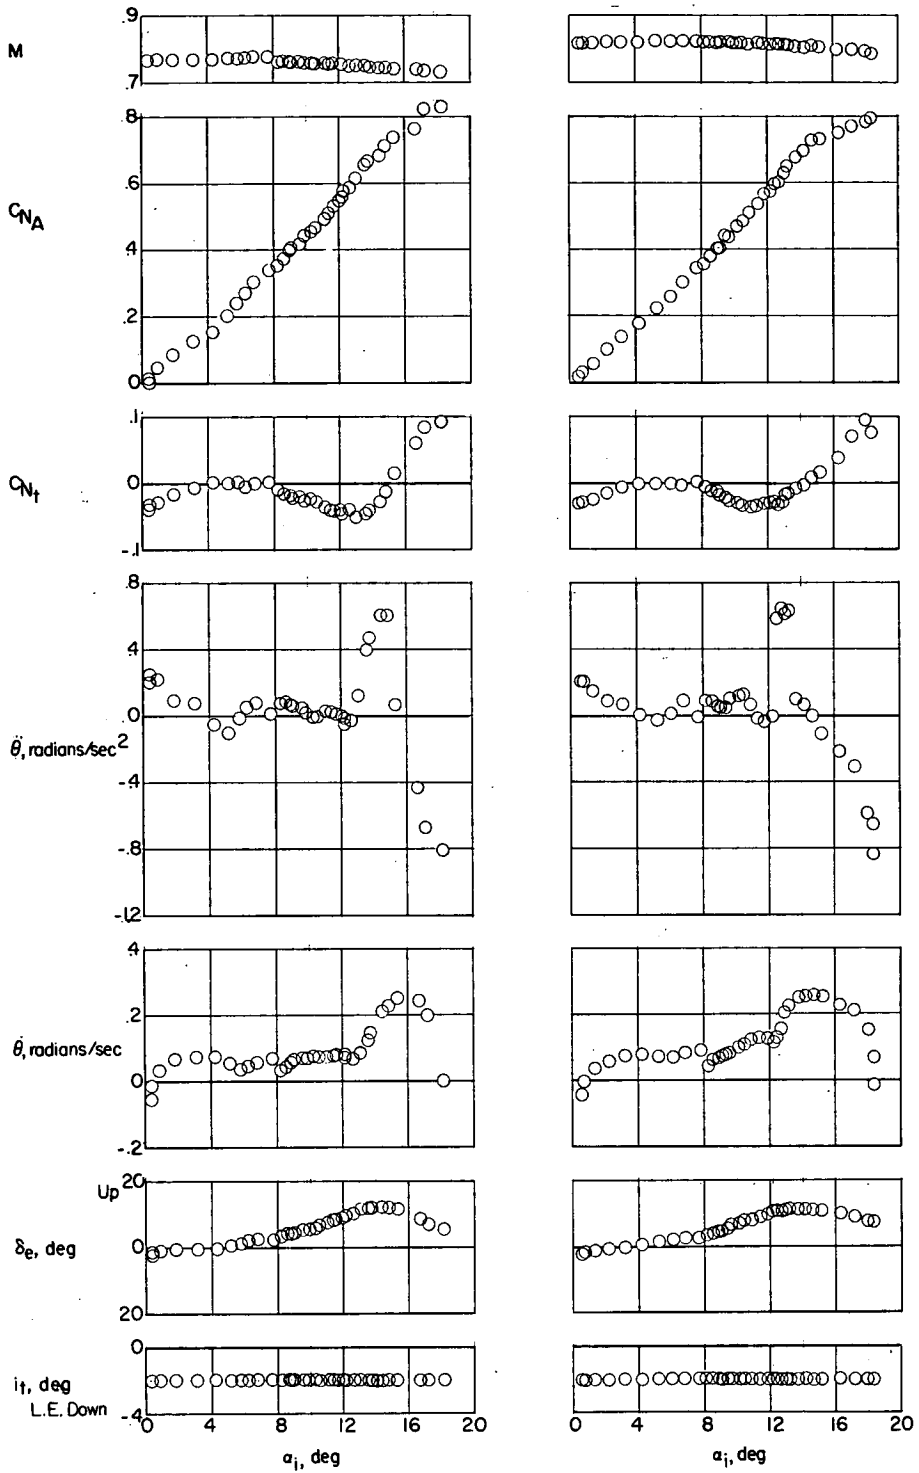 .9
M
.7
.8
.6
CNA
.4
.2
0
.1
CNt
0
-.1
.8
.4
.0
θ̈, radians/sec2
-.4
-.8
-1.2
.4
.2
θ̇, radians/sec
0
-.2
20
Up
δe, deg
0
20
0
it, deg
L.E. Down
-4
0 4 8 12 16 20
0 4 8 12 16 20
αi, deg
αi, deg